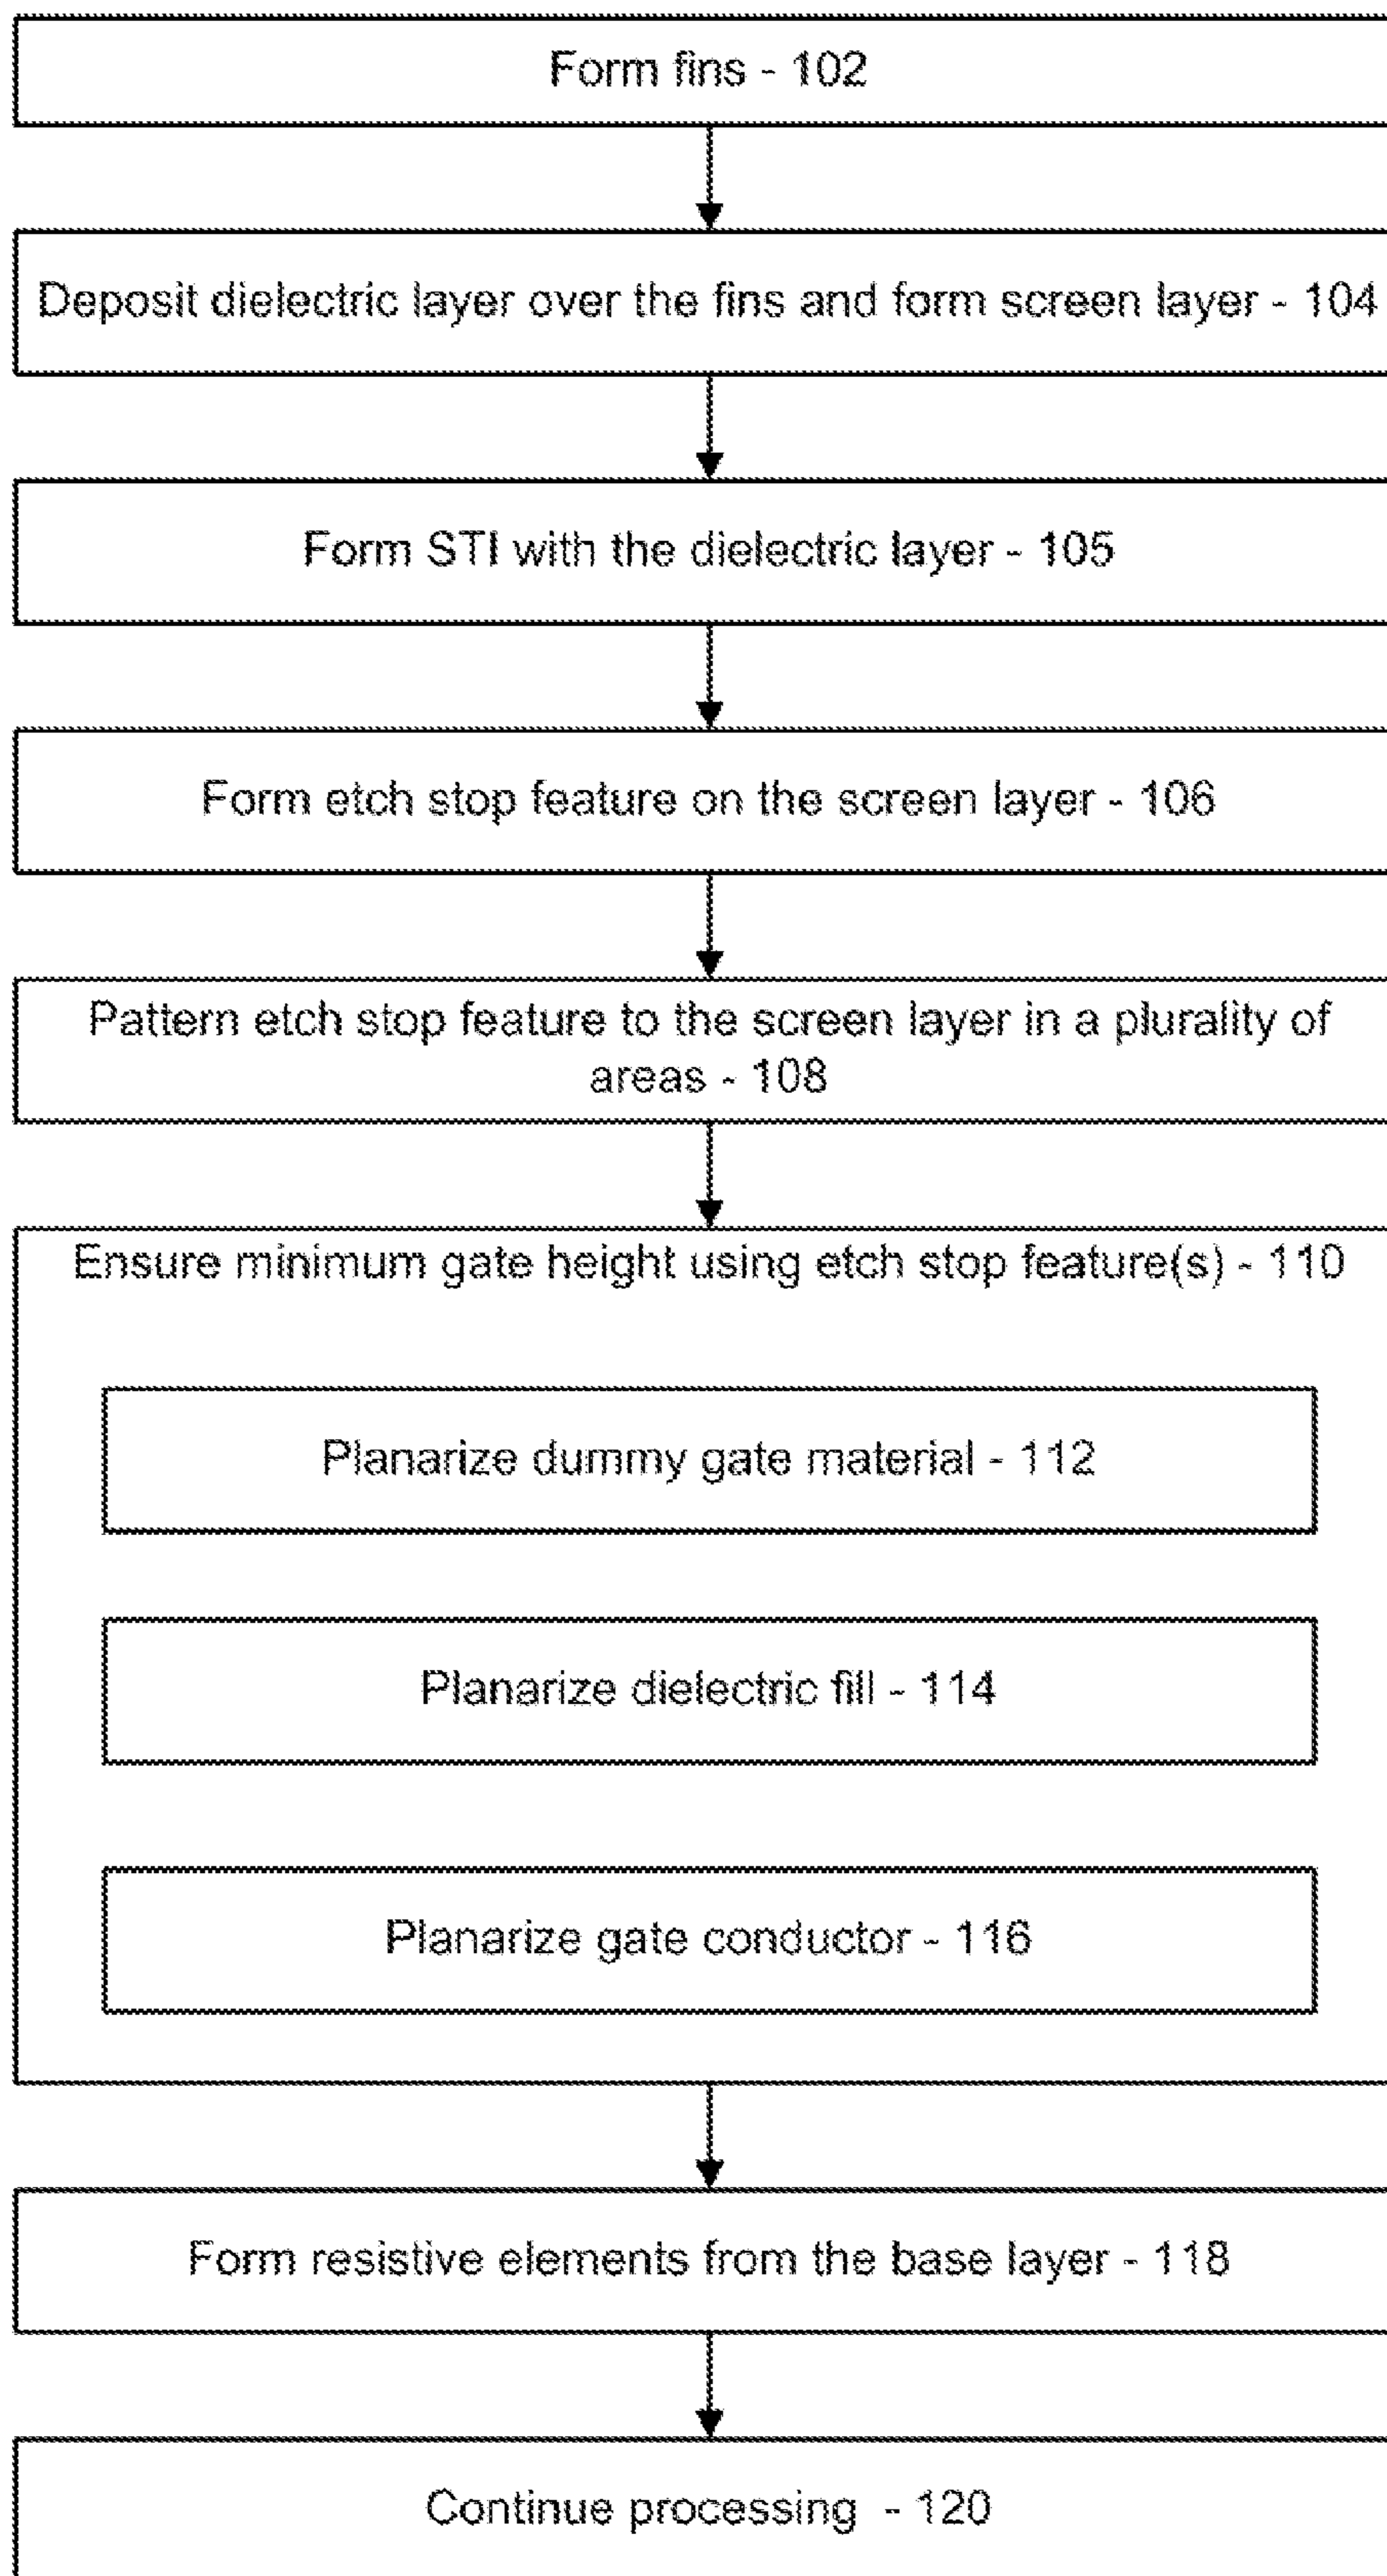 Form fins - 102
Deposit dielectric layer over the fins and form screen layer - 104
Form STI with the dielectric layer - 105
Form etch stop feature on the screen layer - 106
Pattern etch stop feature to the screen layer in a plurality of
areas - 108
Ensure minimum gate height using etch stop feature(s) - 110
Planarize dummy gate material - 112
Planarize dielectric fill - 114
Planarize gate conductor - 116
Form resistive elements from the base layer - 118
Continue processing - 120